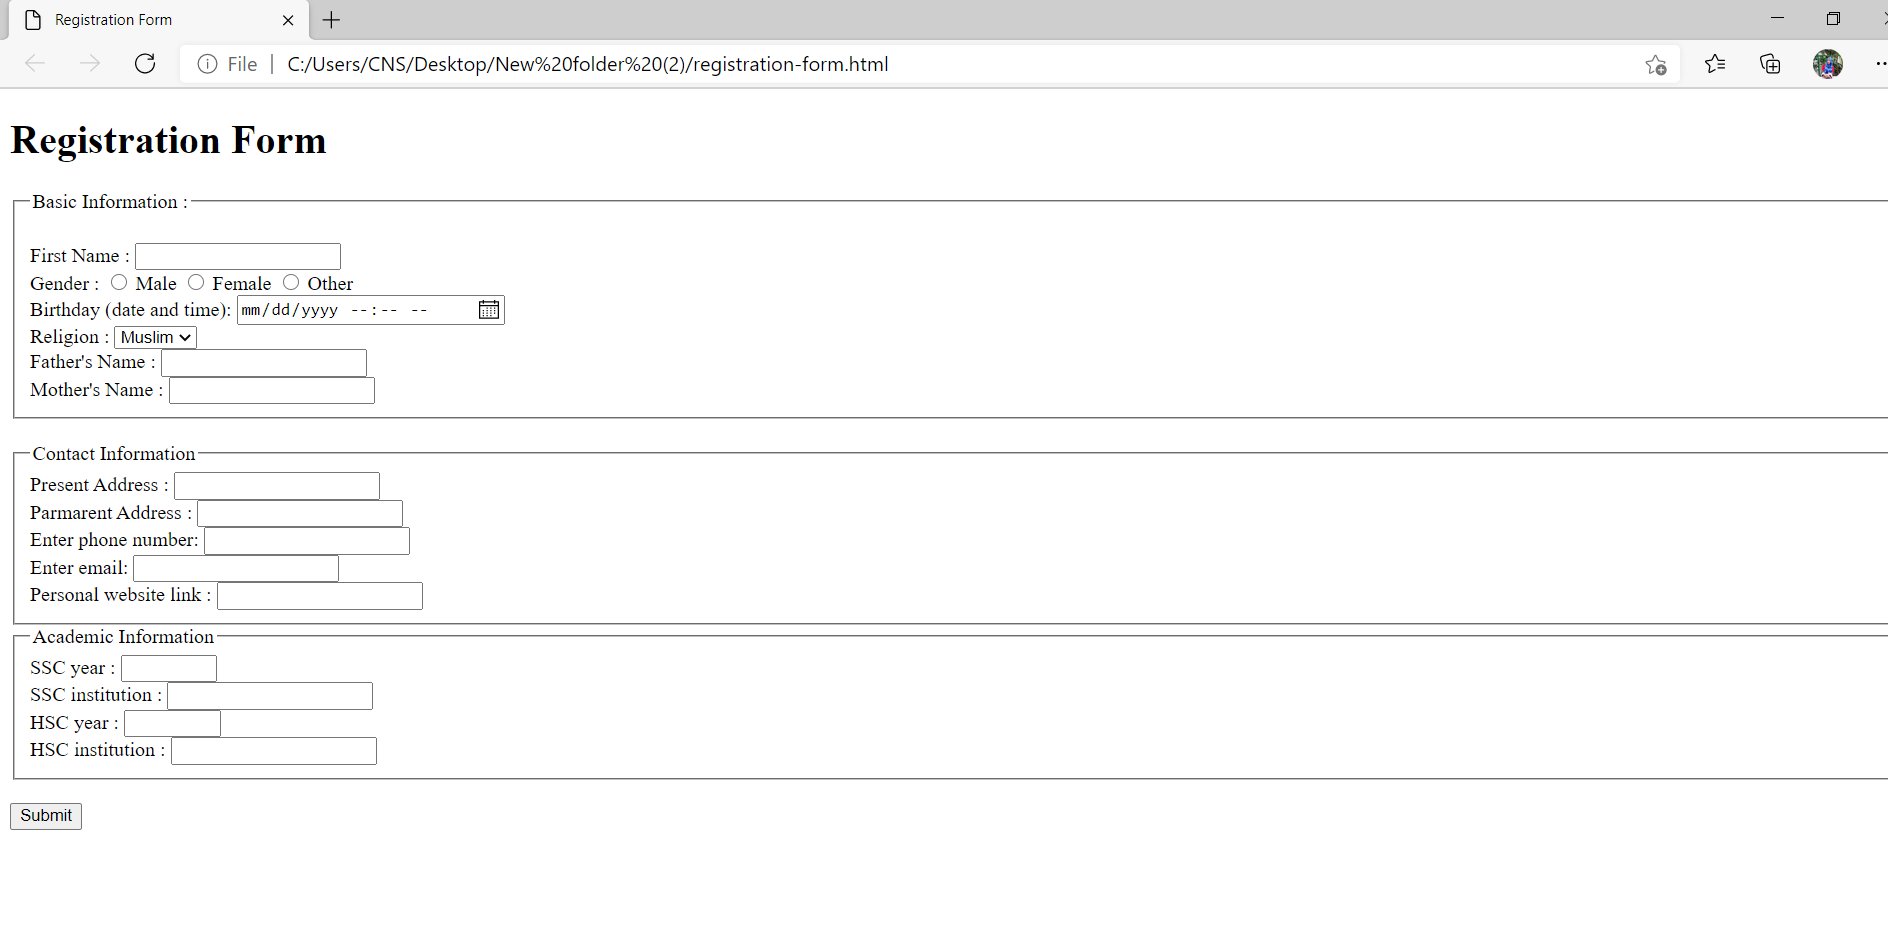 Registration Form
File | C:/Users/CNS/Desktop/New%20folder%20(2)/registration-form.html
Registration Form
Basic Information :
First Name :
Gender : Male Female Other
Birthday (date and time): mm/dd/yyyy --:-- --
Religion : Muslim
Father's Name :
Mother's Name :
Contact Information
Present Address :
Parmarent Address :
Enter phone number:
Enter email:
Personal website link :
Academic Information
SSC year :
SSC institution :
HSC year :
HSC institution :
Submit